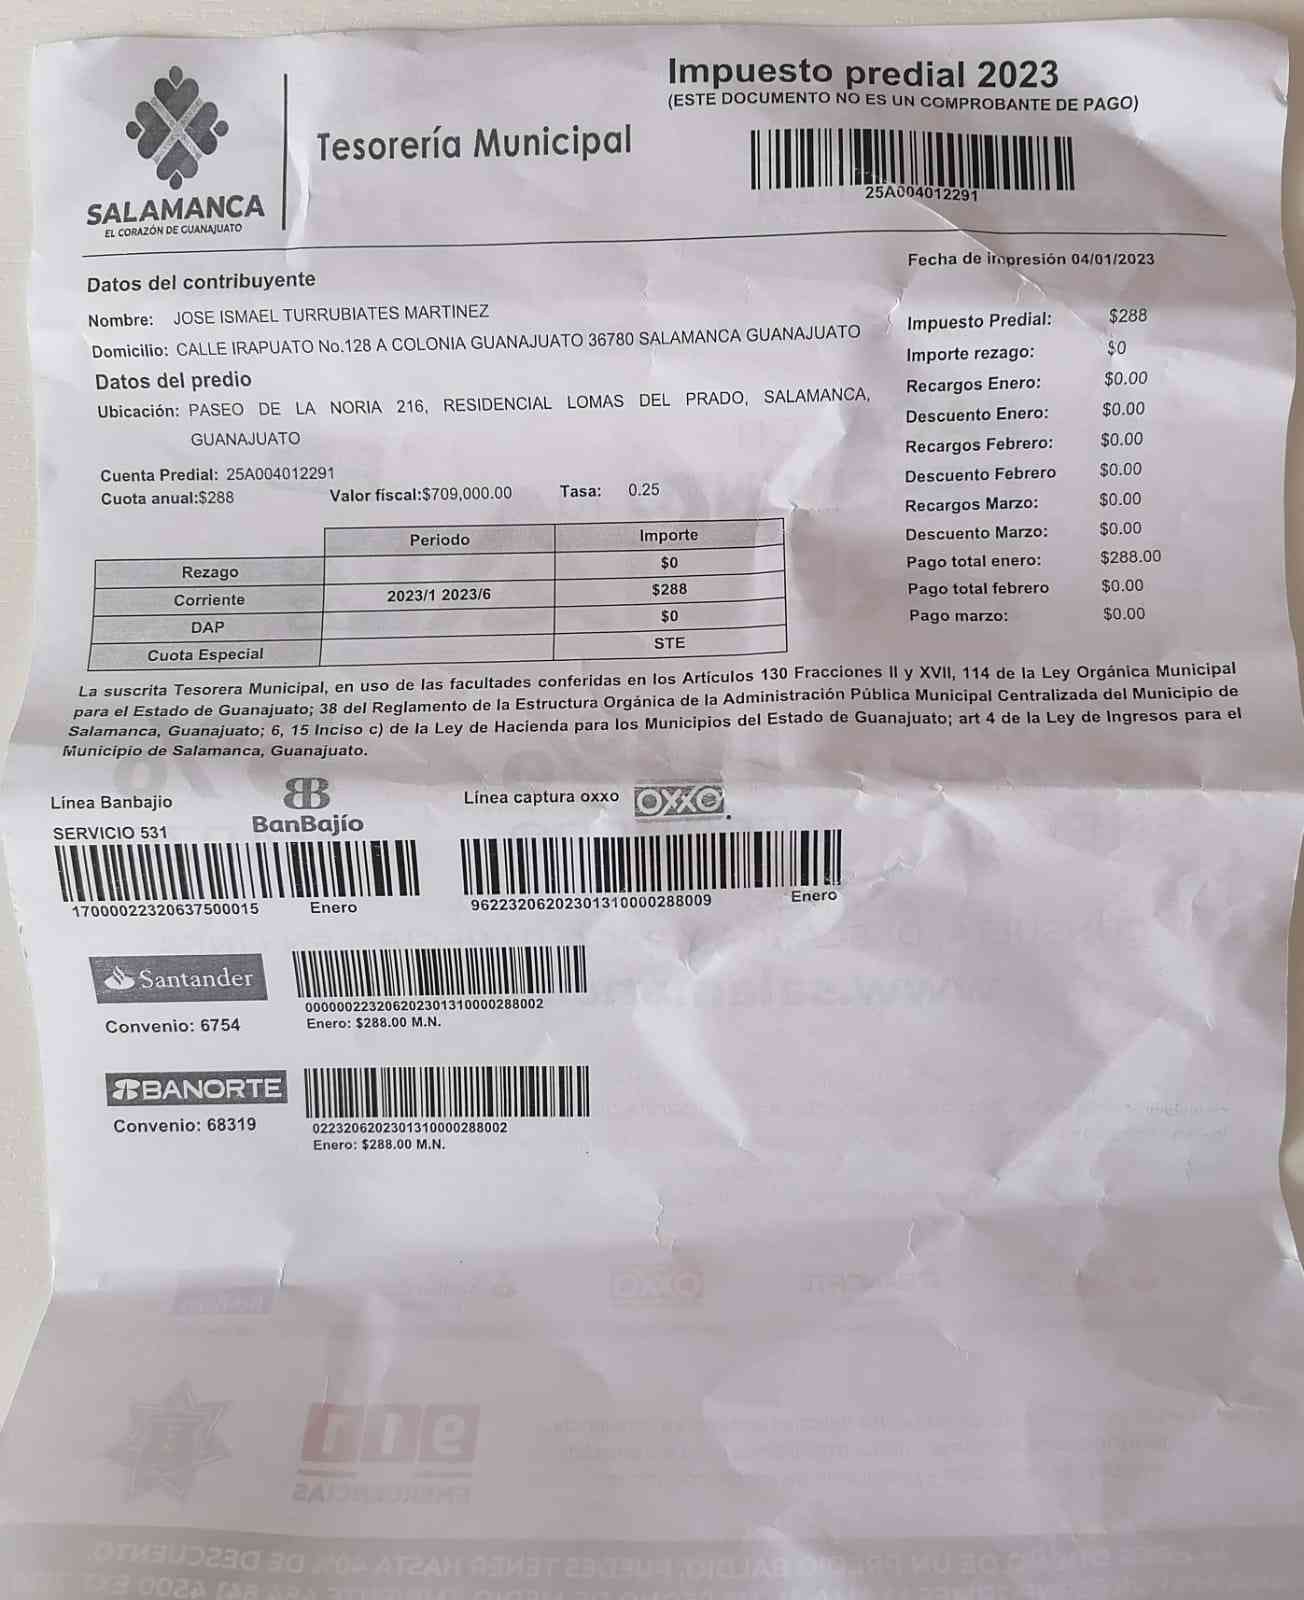 Impuesto predial 2023
(ESTE DOCUMENTO NO ES UN COMPROBANTE DE PAGO)
Tesorería Municipal
25A004012291
SALAMANCA
EL CORAZÓN DE GUANAJUATO
Fecha de impresión 04/01/2023
Datos del contribuyente
Nombre: JOSE ISMAEL TURRUBIATES MARTINEZ
Domicilio: CALLE IRAPUATO No.128 A COLONIA GUANAJUATO 36780 SALAMANCA GUANAJUATO
Datos del predio
Ubicación: PASEO DE LA NORIA 216, RESIDENCIAL LOMAS DEL PRADO, SALAMANCA,
GUANAJUATO
Cuenta Predial: 25A004012291
Cuota anual:$288 Valor fiscal:$709,000.00 Tasa: 0.25
Impuesto Predial: $288
Importe rezago: $0
Recargos Enero: $0.00
Descuento Enero: $0.00
Recargos Febrero: $0.00
Descuento Febrero $0.00
Recargos Marzo: $0.00
Descuento Marzo: $0.00
Pago total enero: $288.00
Pago total febrero $0.00
Pago marzo: $0.00
Periodo Importe
Rezago $0
Corriente 2023/1 2023/6 $288
DAP $0
Cuota Especial STE
La suscrita Tesorera Municipal, en uso de las facultades conferidas en los Artículos 130 Fracciones II y XVII, 114 de la Ley Orgánica Municipal
para el Estado de Guanajuato; 38 del Reglamento de la Estructura Orgánica de la Administración Pública Municipal Centralizada del Municipio de
Salamanca, Guanajuato; 6, 15 Inciso c) de la Ley de Hacienda para los Municipios del Estado de Guanajuato; art 4 de la Ley de Ingresos para el
Municipio de Salamanca, Guanajuato.
Línea Banbajio BanBajío
SERVICIO 531
17000022320637500015 Enero
Línea captura oxxo OXXO
96223206202301310000288009 Enero
Santander
Convenio: 6754
000000223206202301310000288002
Enero: $288.00 M.N.
BANORTE
Convenio: 68319
0223206202301310000288002
Enero: $288.00 M.N.